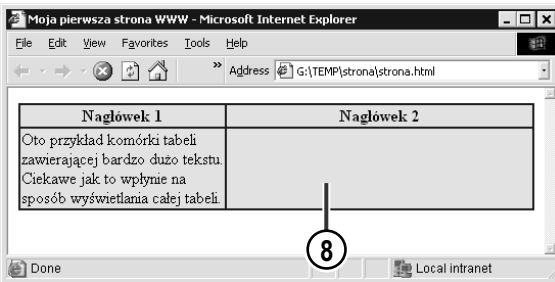 Moja pierwsza strona WWW - Microsoft Internet Explorer
File Edit View Favorites Tools Help
» Address G:\TEMP\strona\strona.html
Nagłówek 1 Nagłówek 2
Oto przykład komórki tabeli
zawierającej bardzo dużo tekstu.
Ciekawe jak to wpłynie na
sposób wyświetlania całej tabeli.
8
Done Local intranet